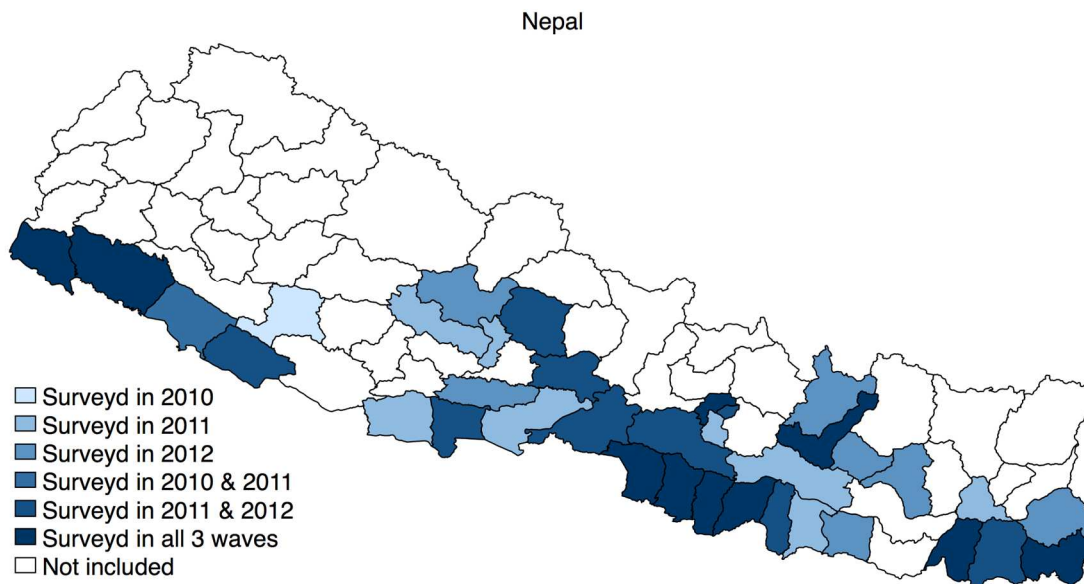 Nepal
Surveyd in 2010
Surveyd in 2011
Surveyd in 2012
Surveyd in 2010 & 2011
Surveyd in 2011 & 2012
Surveyd in all 3 waves
Not included